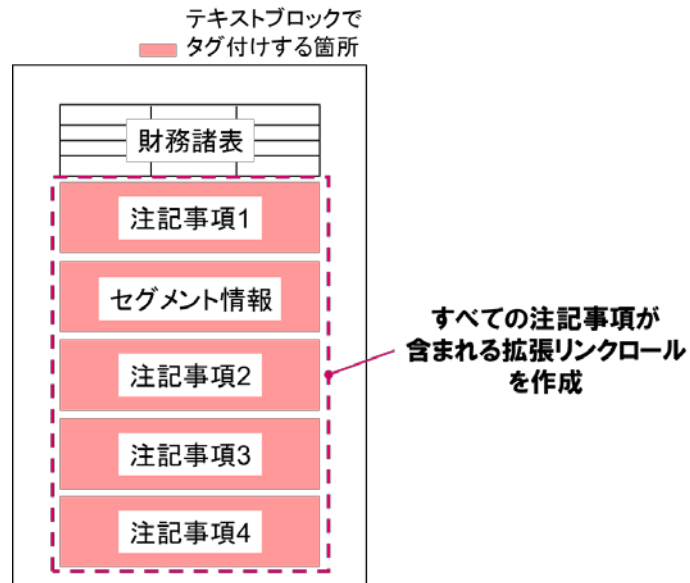 テキストブロックで
タグ付けする箇所
財務諸表
注記事項1
セグメント情報
注記事項2
注記事項3
注記事項4
すべての注記事項が
含まれる拡張リンクロール
を作成